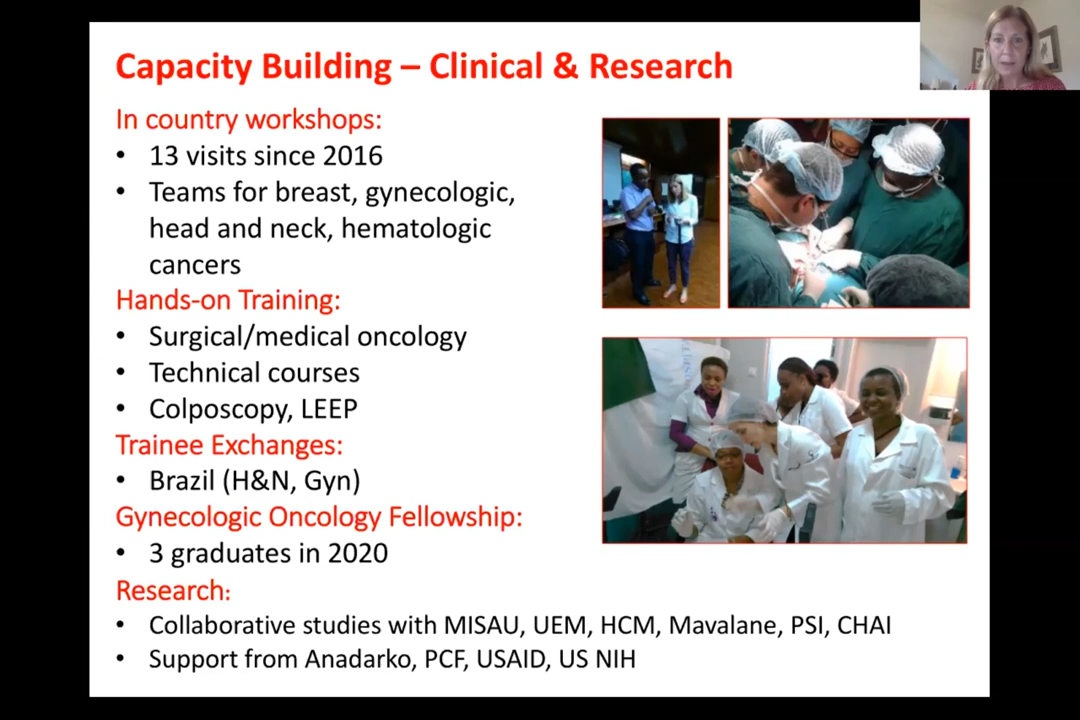 Capacity Building – Clinical & Research
In country workshops:
• 13 visits since 2016
• Teams for breast, gynecologic,
head and neck, hematologic
cancers
Hands-on Training:
• Surgical/medical oncology
• Technical courses
• Colposcopy, LEEP
Trainee Exchanges:
• Brazil (H&N, Gyn)
Gynecologic Oncology Fellowship:
• 3 graduates in 2020
Research:
• Collaborative studies with MISAU, UEM, HCM, Mavalane, PSI, CHAI
• Support from Anadarko, PCF, USAID, US NIH